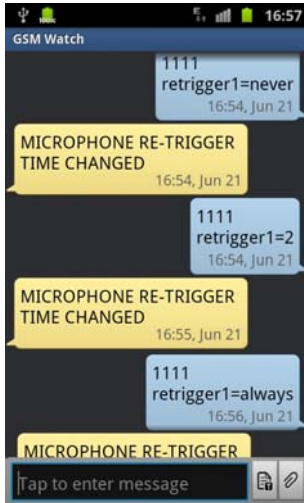 100%
E
16:57
GSM Watch
1111
retrigger1=never
16:54, Jun 21
MICROPHONE RE-TRIGGER
TIME CHANGED
16:54, Jun 21
1111
retrigger1=2
16:54, Jun 21
MICROPHONE RE-TRIGGER
TIME CHANGED
16:55, Jun 21
1111
retrigger1=always
16:56, Jun 21
MICROPHONE RE-TRIGGER
Tap to enter message